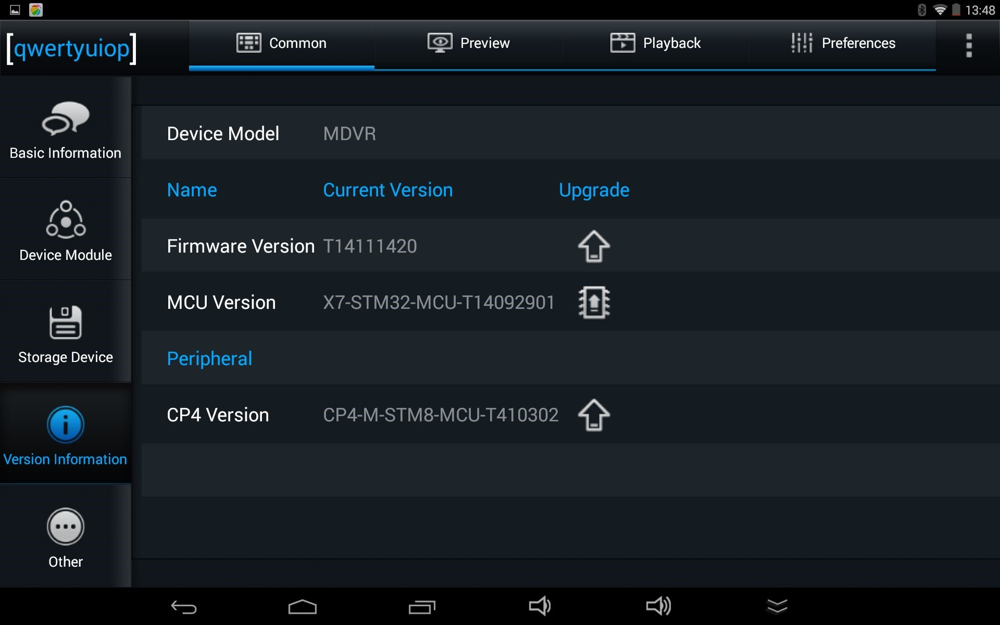 13:48
[qwertyuiop]
Common
Preview
Playback
Preferences
Basic Information
Device Module
Storage Device
Version Information
Other
Device Model MDVR
Name Current Version Upgrade
Firmware Version T14111420
MCU Version X7-STM32-MCU-T14092901
Peripheral
CP4 Version CP4-M-STM8-MCU-T410302